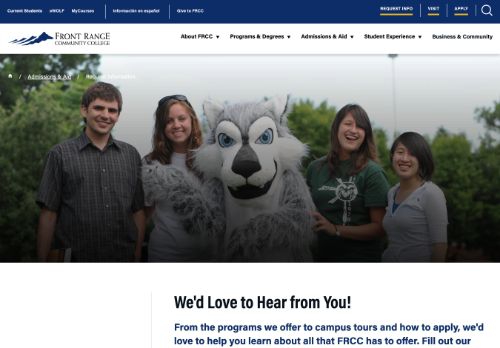 Current Students eWOLF MyCourses Información en español Give to FRCC REQUEST INFO VISIT APPLY
FRONT RANGE
COMMUNITY COLLEGE
About FRCC Programs & Degrees Admissions & Aid Student Experience Business & Community
/ Admissions & Aid / Request Information
We'd Love to Hear from You!
From the programs we offer to campus tours and how to apply, we'd
love to help you learn about all that FRCC has to offer. Fill out our